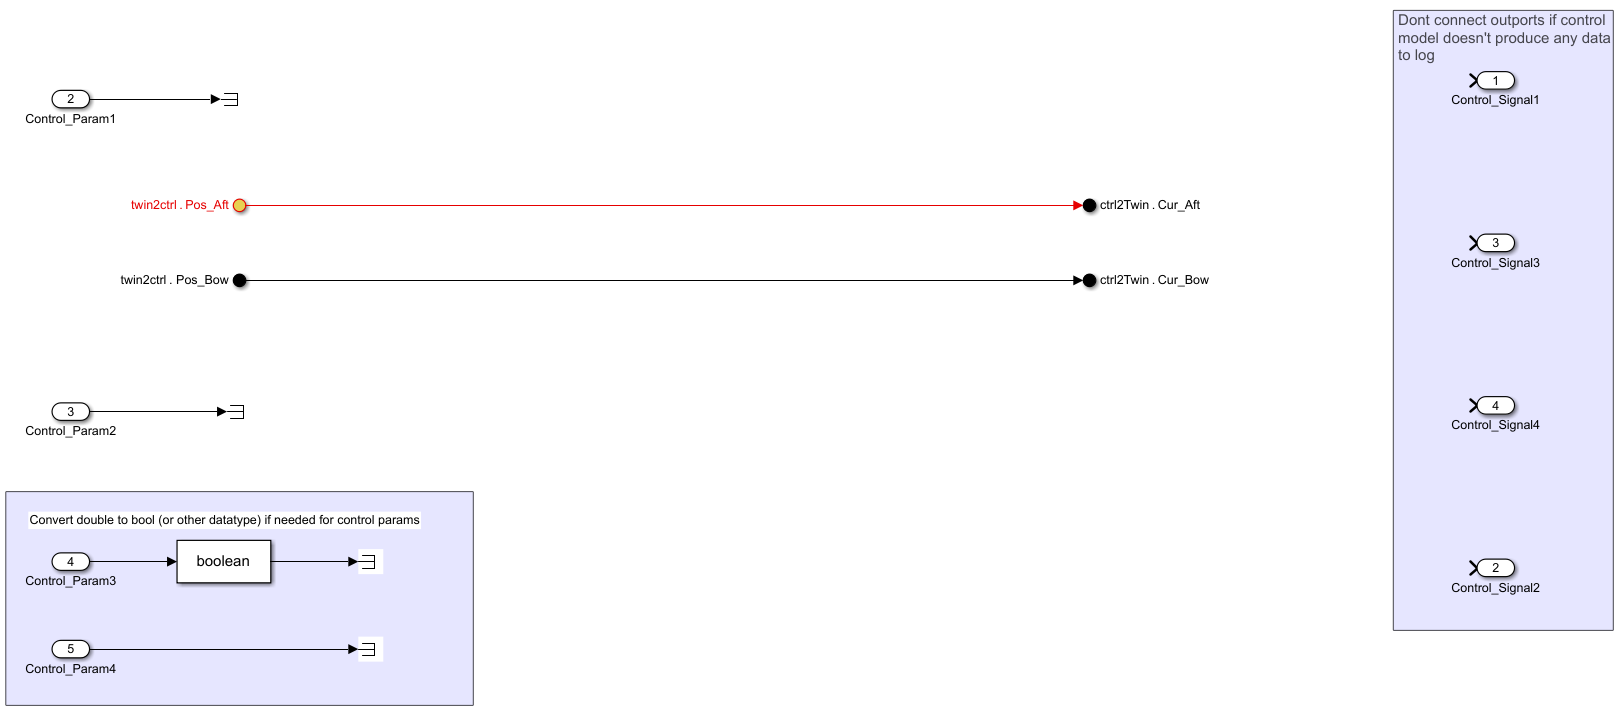 Dont connect outports if control
model doesn't produce any data
to log
1
Control_Signal1
2
Control_Param1
twin2ctrl . Pos_Aft
ctrl2Twin . Cur_Aft
3
Control_Signal3
twin2ctrl . Pos_Bow
ctrl2Twin . Cur_Bow
3
Control_Param2
4
Control_Signal4
Convert double to bool (or other datatype) if needed for control params
4
boolean
Control_Param3
2
Control_Signal2
5
Control_Param4